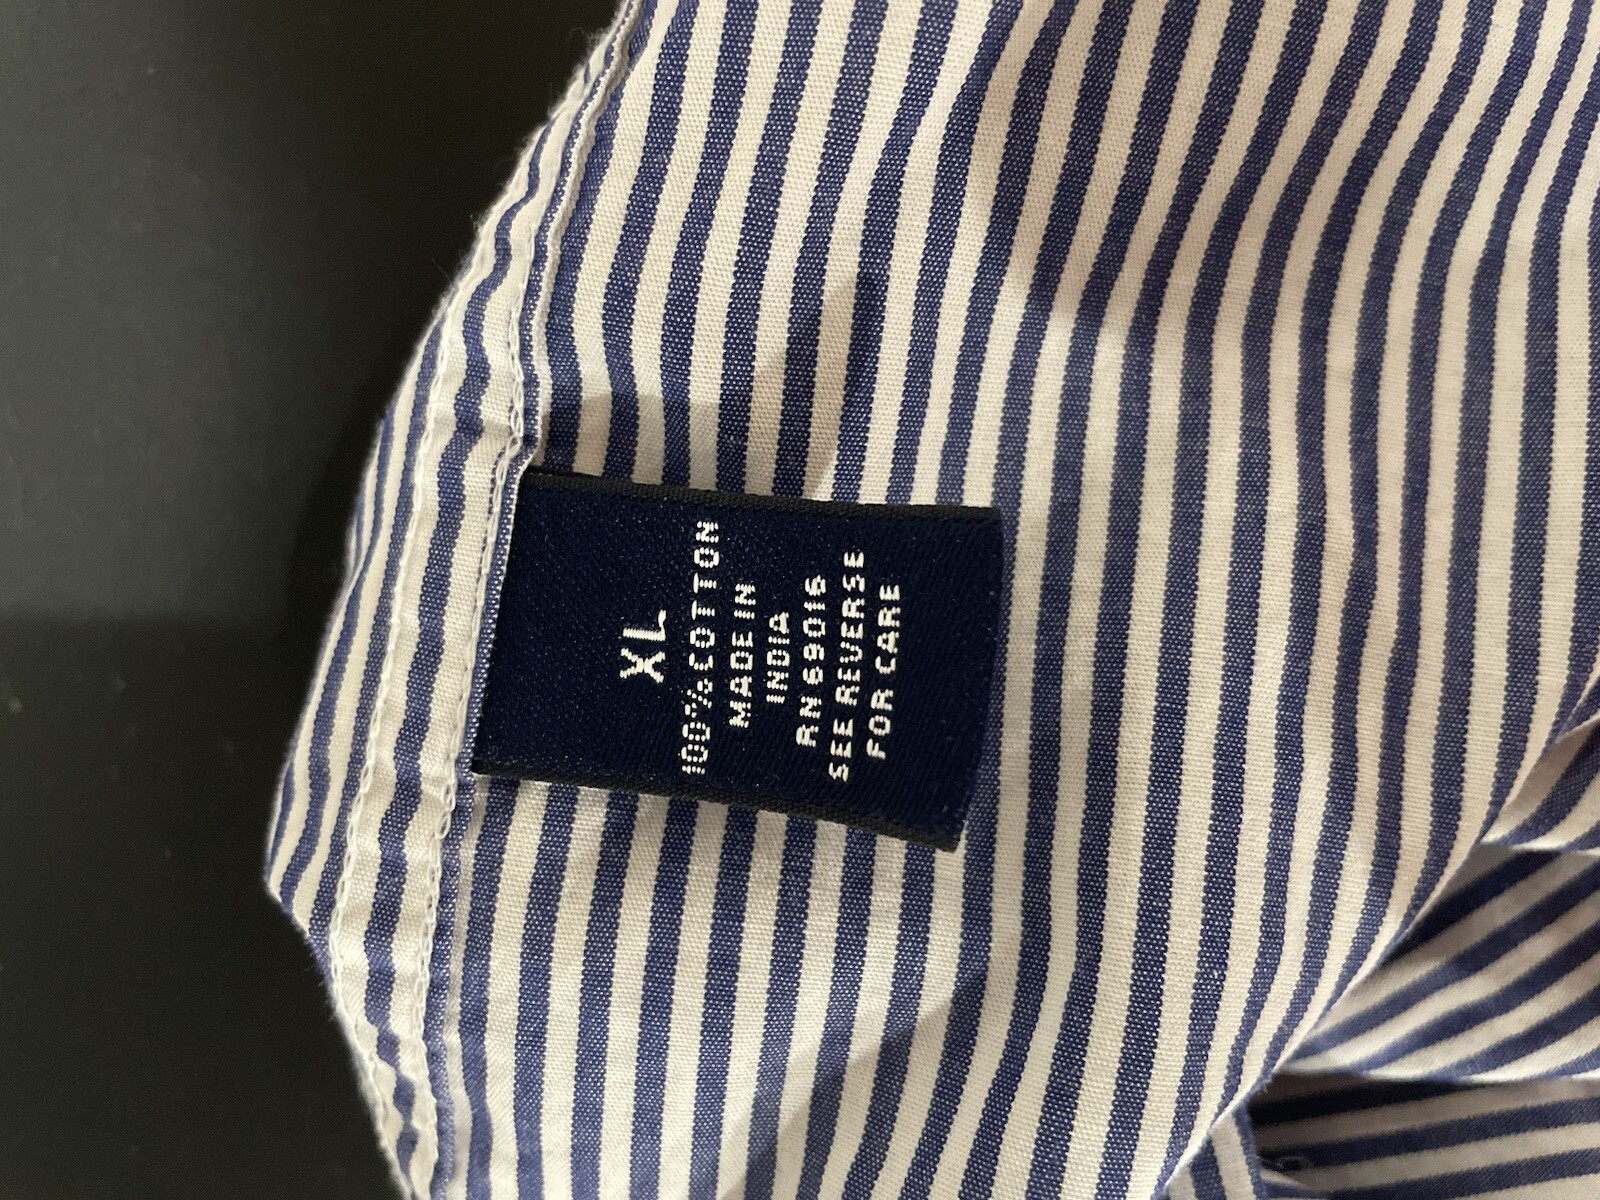 XL
100% COTTON
MADE IN
INDIA
RN 69016
SEE REVERSE
FOR CARE